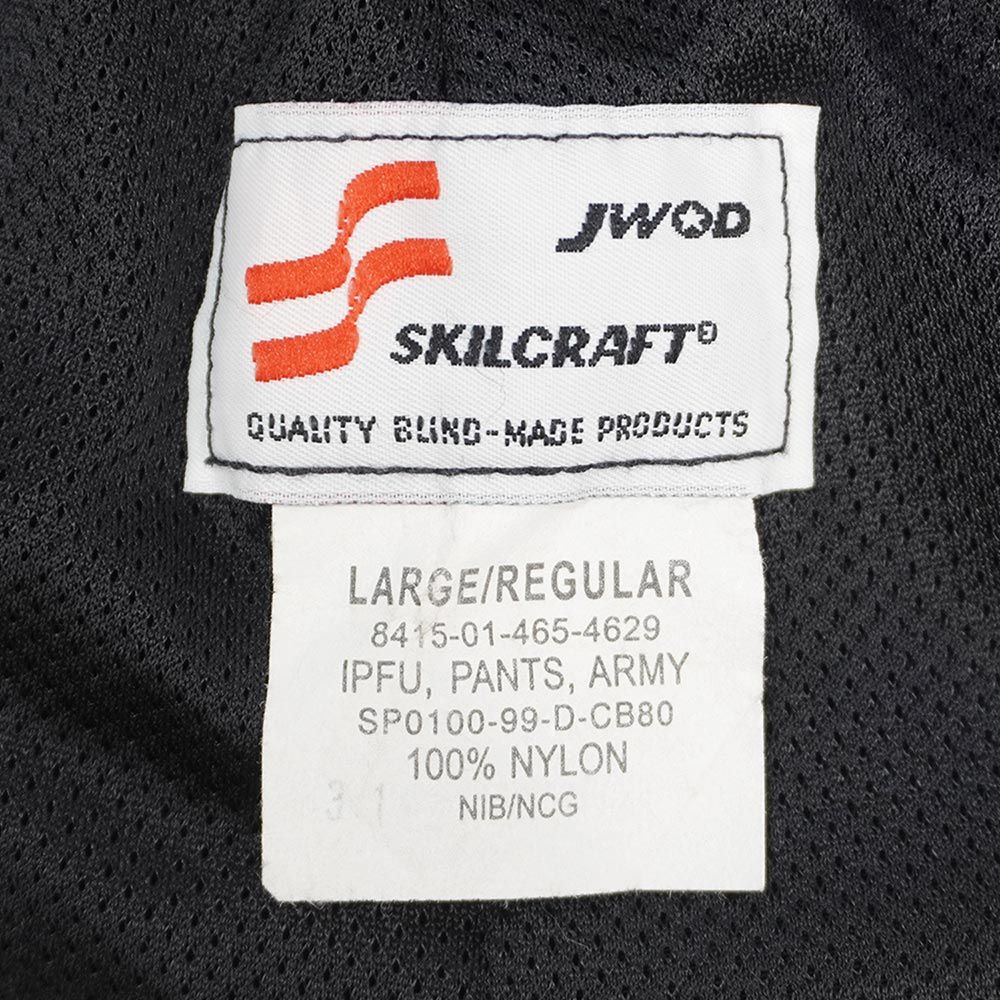 JWOD
SKILCRAFT®
QUALITY BLIND-MADE PRODUCTS
LARGE/REGULAR
8415-01-465-4629
IPFU, PANTS, ARMY
SP0100-99-D-CB80
100% NYLON
NIB/NCG